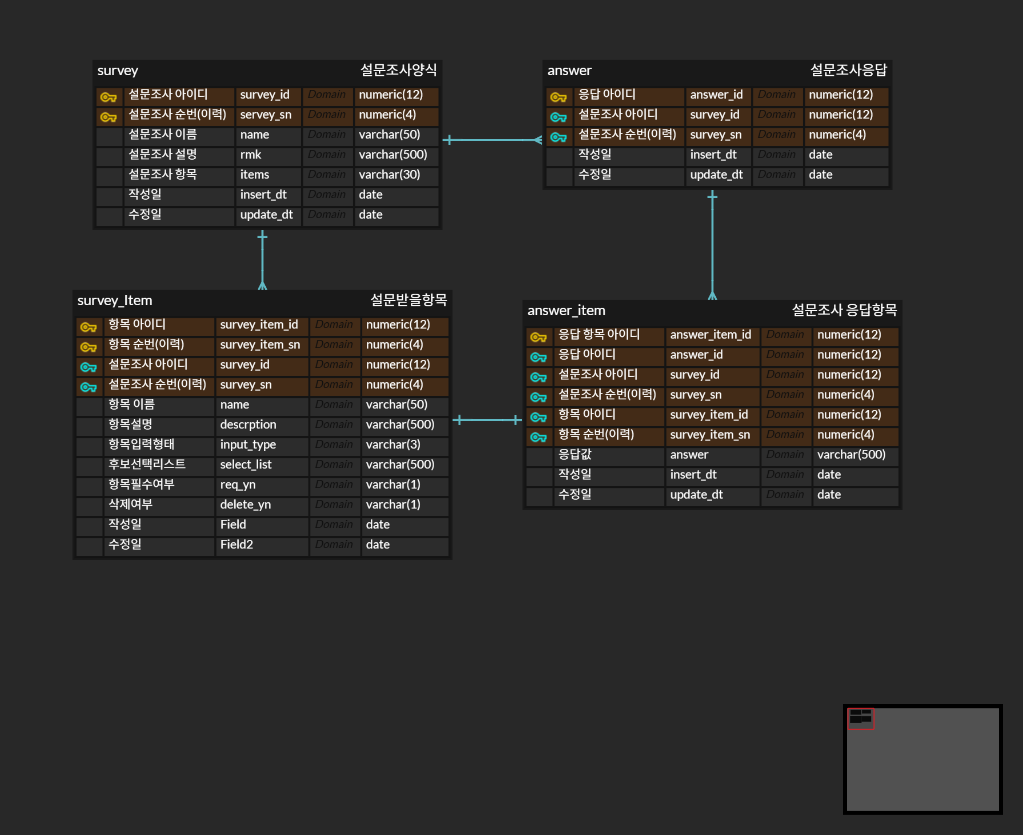 survey 설문조사양식
설문조사 아이디 survey_id Domain numeric(12)
설문조사 순번(이력) servey_sn Domain numeric(4)
설문조사 이름 name Domain varchar(50)
설문조사 설명 rmk Domain varchar(500)
설문조사 항목 items Domain varchar(30)
작성일 insert_dt Domain date
수정일 update_dt Domain date
answer 설문조사응답
응답 아이디 answer_id Domain numeric(12)
설문조사 아이디 survey_id Domain numeric(12)
설문조사 순번(이력) survey_sn Domain numeric(4)
작성일 insert_dt Domain date
수정일 update_dt Domain date
survey_Item 설문받을항목
항목 아이디 survey_item_id Domain numeric(12)
항목 순번(이력) survey_item_sn Domain numeric(4)
설문조사 아이디 survey_id Domain numeric(12)
설문조사 순번(이력) survey_sn Domain numeric(4)
항목 이름 name Domain varchar(50)
항목설명 descrption Domain varchar(500)
항목입력형태 input_type Domain varchar(3)
후보선택리스트 select_list Domain varchar(500)
항목필수여부 req_yn Domain varchar(1)
삭제여부 delete_yn Domain varchar(1)
작성일 Field Domain date
수정일 Field2 Domain date
answer_item 설문조사 응답항목
응답 항목 아이디 answer_item_id Domain numeric(12)
응답 아이디 answer_id Domain numeric(12)
설문조사 아이디 survey_id Domain numeric(12)
설문조사 순번(이력) survey_sn Domain numeric(4)
항목 아이디 survey_item_id Domain numeric(12)
항목 순번(이력) survey_item_sn Domain numeric(4)
응답값 answer Domain varchar(500)
작성일 insert_dt Domain date
수정일 update_dt Domain date